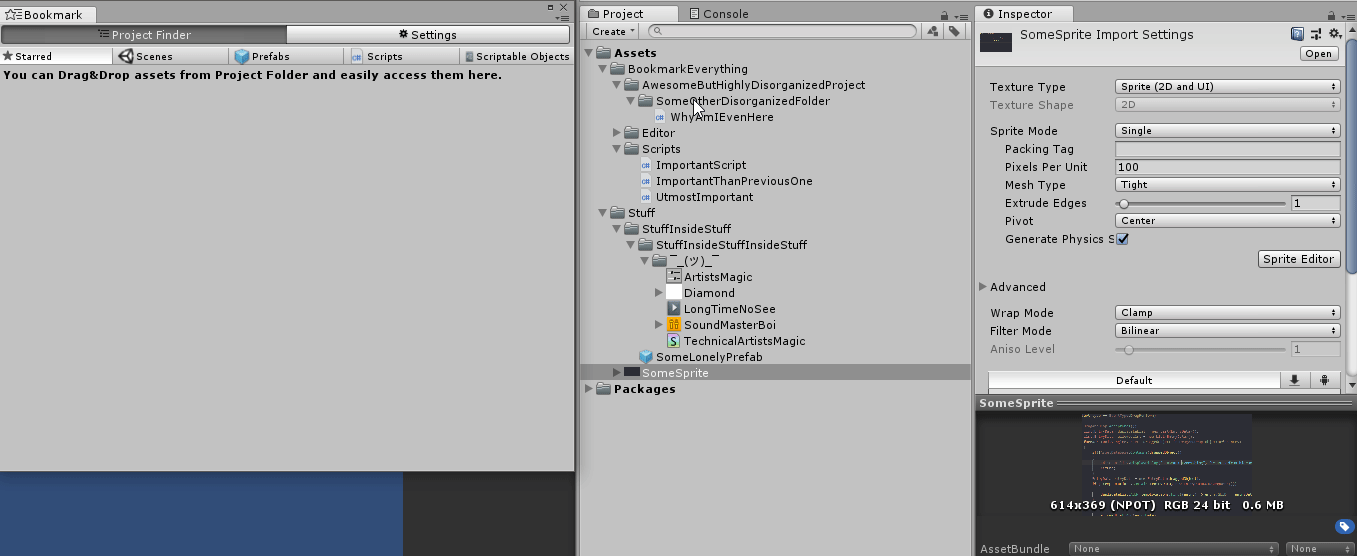 Bookmark
Project Finder
Settings
Starred
Scenes
Prefabs
Scripts
Scriptable Objects
You can Drag&Drop assets from Project Folder and easily access them here.
Project
Console
Create
Assets
BookmarkEverything
AwesomeButHighlyDisorganizedProject
SomeOtherDisorganizedFolder
WhyAmIEvenHere
Editor
Scripts
ImportantScript
ImportantThanPreviousOne
UtmostImportant
Stuff
StuffInsideStuff
StuffInsideStuffInsideStuff
¯_(ツ)_¯
ArtistsMagic
Diamond
LongTimeNoSee
SoundMasterBoi
TechnicalArtistsMagic
SomeLonelyPrefab
SomeSprite
Packages
Inspector
SomeSprite Import Settings
Open
Texture Type Sprite (2D and UI)
Texture Shape 2D
Sprite Mode Single
Packing Tag
Pixels Per Unit 100
Mesh Type Tight
Extrude Edges 1
Pivot Center
Generate Physics S
Sprite Editor
Advanced
Wrap Mode Clamp
Filter Mode Bilinear
Aniso Level 1
Default
SomeSprite
614x369 (NPOT) RGB 24 bit 0.6 MB
AssetBundle None None